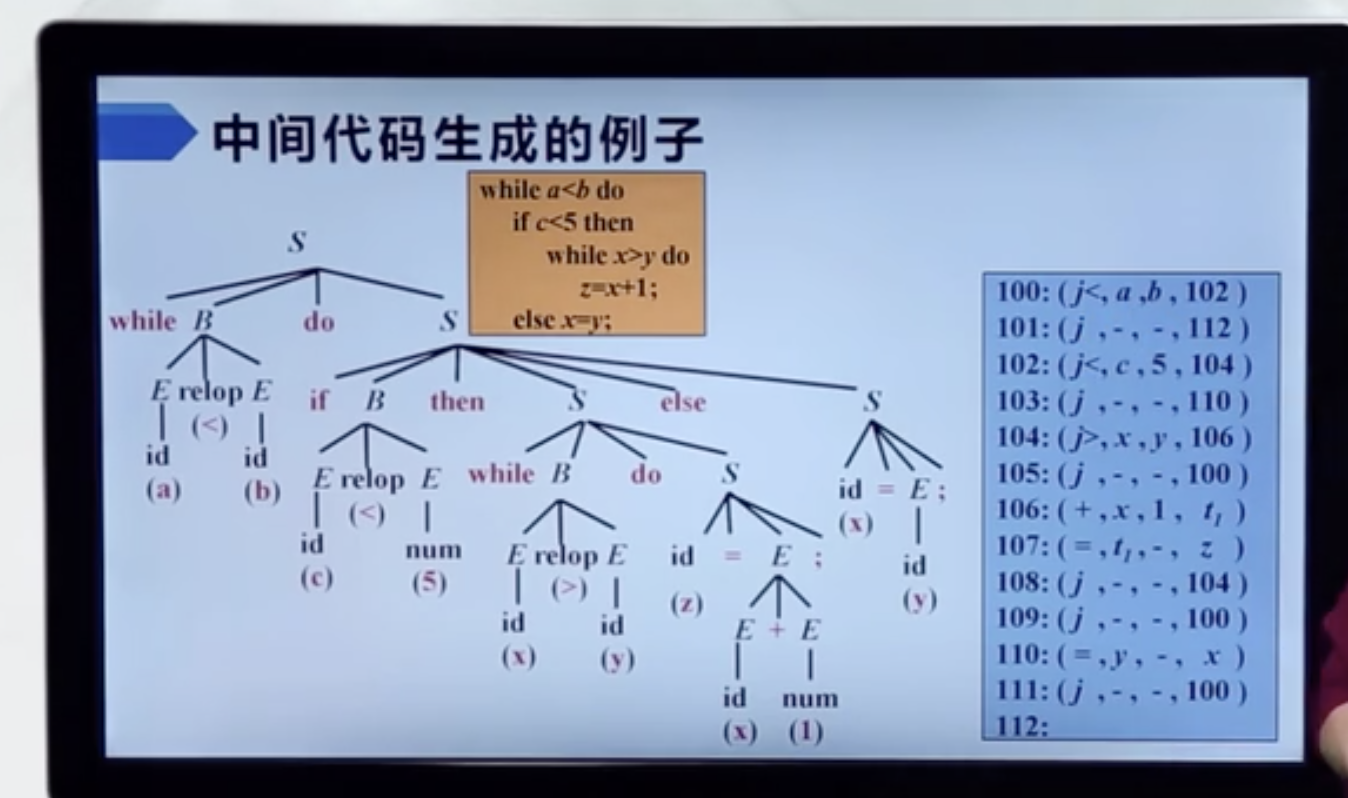 中间代码生成的例子
while a<b do
if c<5 then
while x>y do
z=x+1;
else x=y;
S
while B do S
E relop E
(<)
id id
(a) (b)
if B then S else S
E relop E
(<)
id num
(c) (5)
while B do S
E relop E
(>)
id id
(x) (y)
id = E ;
(z)
E + E
id num
(x) (1)
id = E ;
(x)
id
(y)
100: ( j<, a ,b , 102 )
101: ( j , - , - , 112 )
102: ( j<, c , 5 , 104 )
103: ( j , - , - , 110 )
104: ( j>, x , y , 106 )
105: ( j , - , - , 100 )
106: ( + , x , 1 , t1 )
107: ( = , t1 , - , z )
108: ( j , - , - , 104 )
109: ( j , - , - , 100 )
110: ( = , y , - , x )
111: ( j , - , - , 100 )
112: